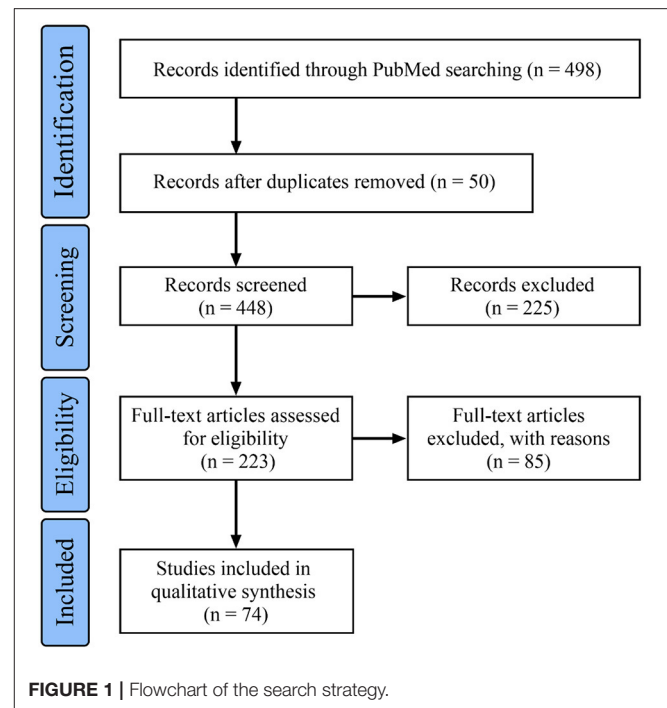 Identification
Records identified through PubMed searching (n = 498)
Records after duplicates removed (n = 50)
Screening
Records screened
(n = 448)
Records excluded
(n = 225)
Eligibility
Full-text articles assessed
for eligibility
(n = 223)
Full-text articles
excluded, with reasons
(n = 85)
Included
Studies included in
qualitative synthesis
(n = 74)
FIGURE 1 | Flowchart of the search strategy.